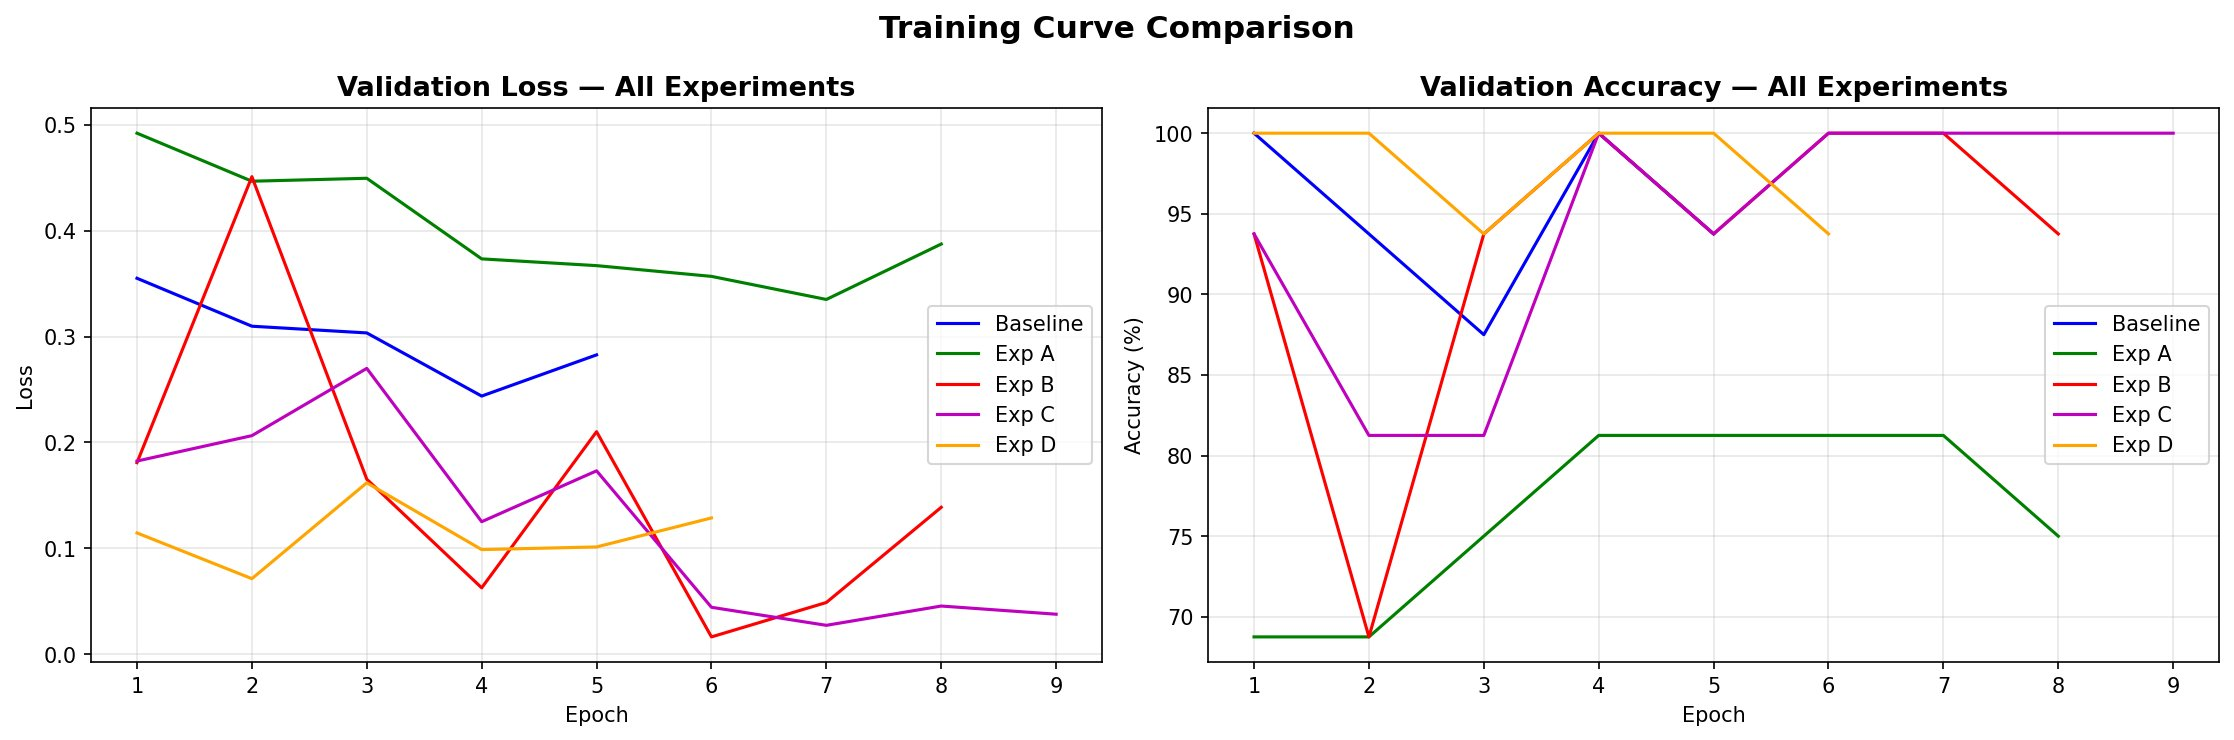 Training Curve Comparison
Validation Loss — All Experiments
0.5
0.4
0.3
0.2
0.1
0.0
Loss
1 2 3 4 5 6 7 8 9
Epoch
Baseline
Exp A
Exp B
Exp C
Exp D
Validation Accuracy — All Experiments
100
95
90
85
80
75
70
Accuracy (%)
1 2 3 4 5 6 7 8 9
Epoch
Baseline
Exp A
Exp B
Exp C
Exp D